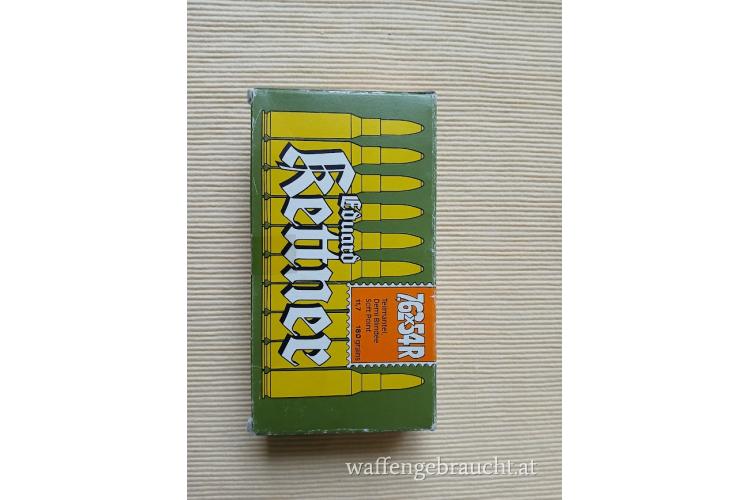 Eduard
Kettner
7,62x54R
Teilmantel
Demi Blindée
Soft Point
11,7 180 grains
waffengebraucht.at